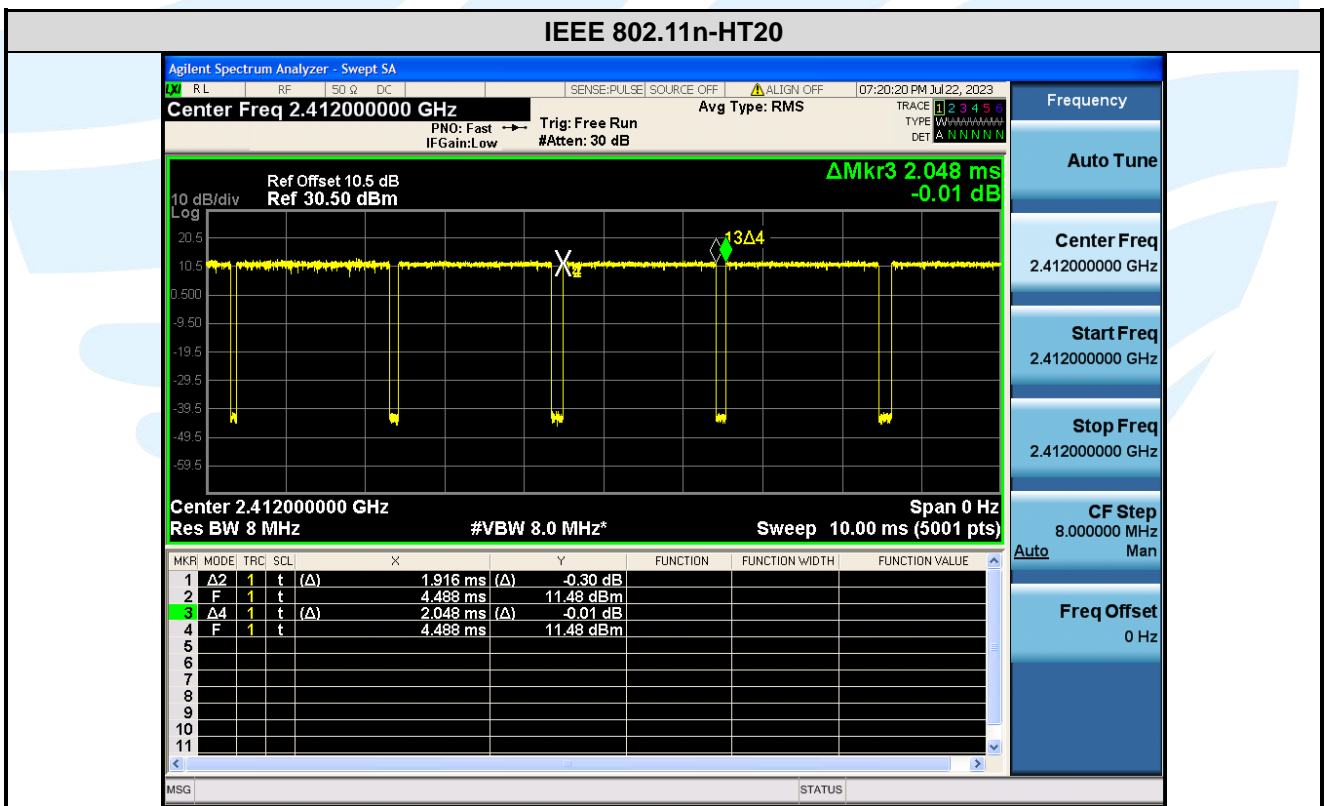 IEEE 802.11n-HT20
Agilent Spectrum Analyzer - Swept SA
LXI RL RF 50 Ω DC SENSE:PULSE SOURCE OFF ALIGN OFF 07:20:20 PM Jul 22, 2023
Center Freq 2.412000000 GHz
PNO: Fast
IFGain:Low
Trig: Free Run
#Atten: 30 dB
Avg Type: RMS
TRACE 1 2 3 4 5 6
TYPE
DET A N N N N N
Ref Offset 10.5 dB
Ref 30.50 dBm
ΔMkr3 2.048 ms
-0.01 dB
10 dB/div
Log
20.5
10.5
0.500
-9.50
-19.5
-29.5
-39.5
-49.5
-59.5
13Δ4
Center 2.412000000 GHz Span 0 Hz
Res BW 8 MHz #VBW 8.0 MHz* Sweep 10.00 ms (5001 pts)
MKR MODE TRC SCL X Y FUNCTION FUNCTION WIDTH FUNCTION VALUE
1 Δ2 1 t (Δ) 1.916 ms (Δ) -0.30 dB
2 F 1 t 4.488 ms 11.48 dBm
3 Δ4 1 t (Δ) 2.048 ms (Δ) -0.01 dB
4 F 1 t 4.488 ms 11.48 dBm
5
6
7
8
9
10
11
MSG STATUS
Frequency
Auto Tune
Center Freq
2.412000000 GHz
Start Freq
2.412000000 GHz
Stop Freq
2.412000000 GHz
CF Step
8.000000 MHz
Auto Man
Freq Offset
0 Hz